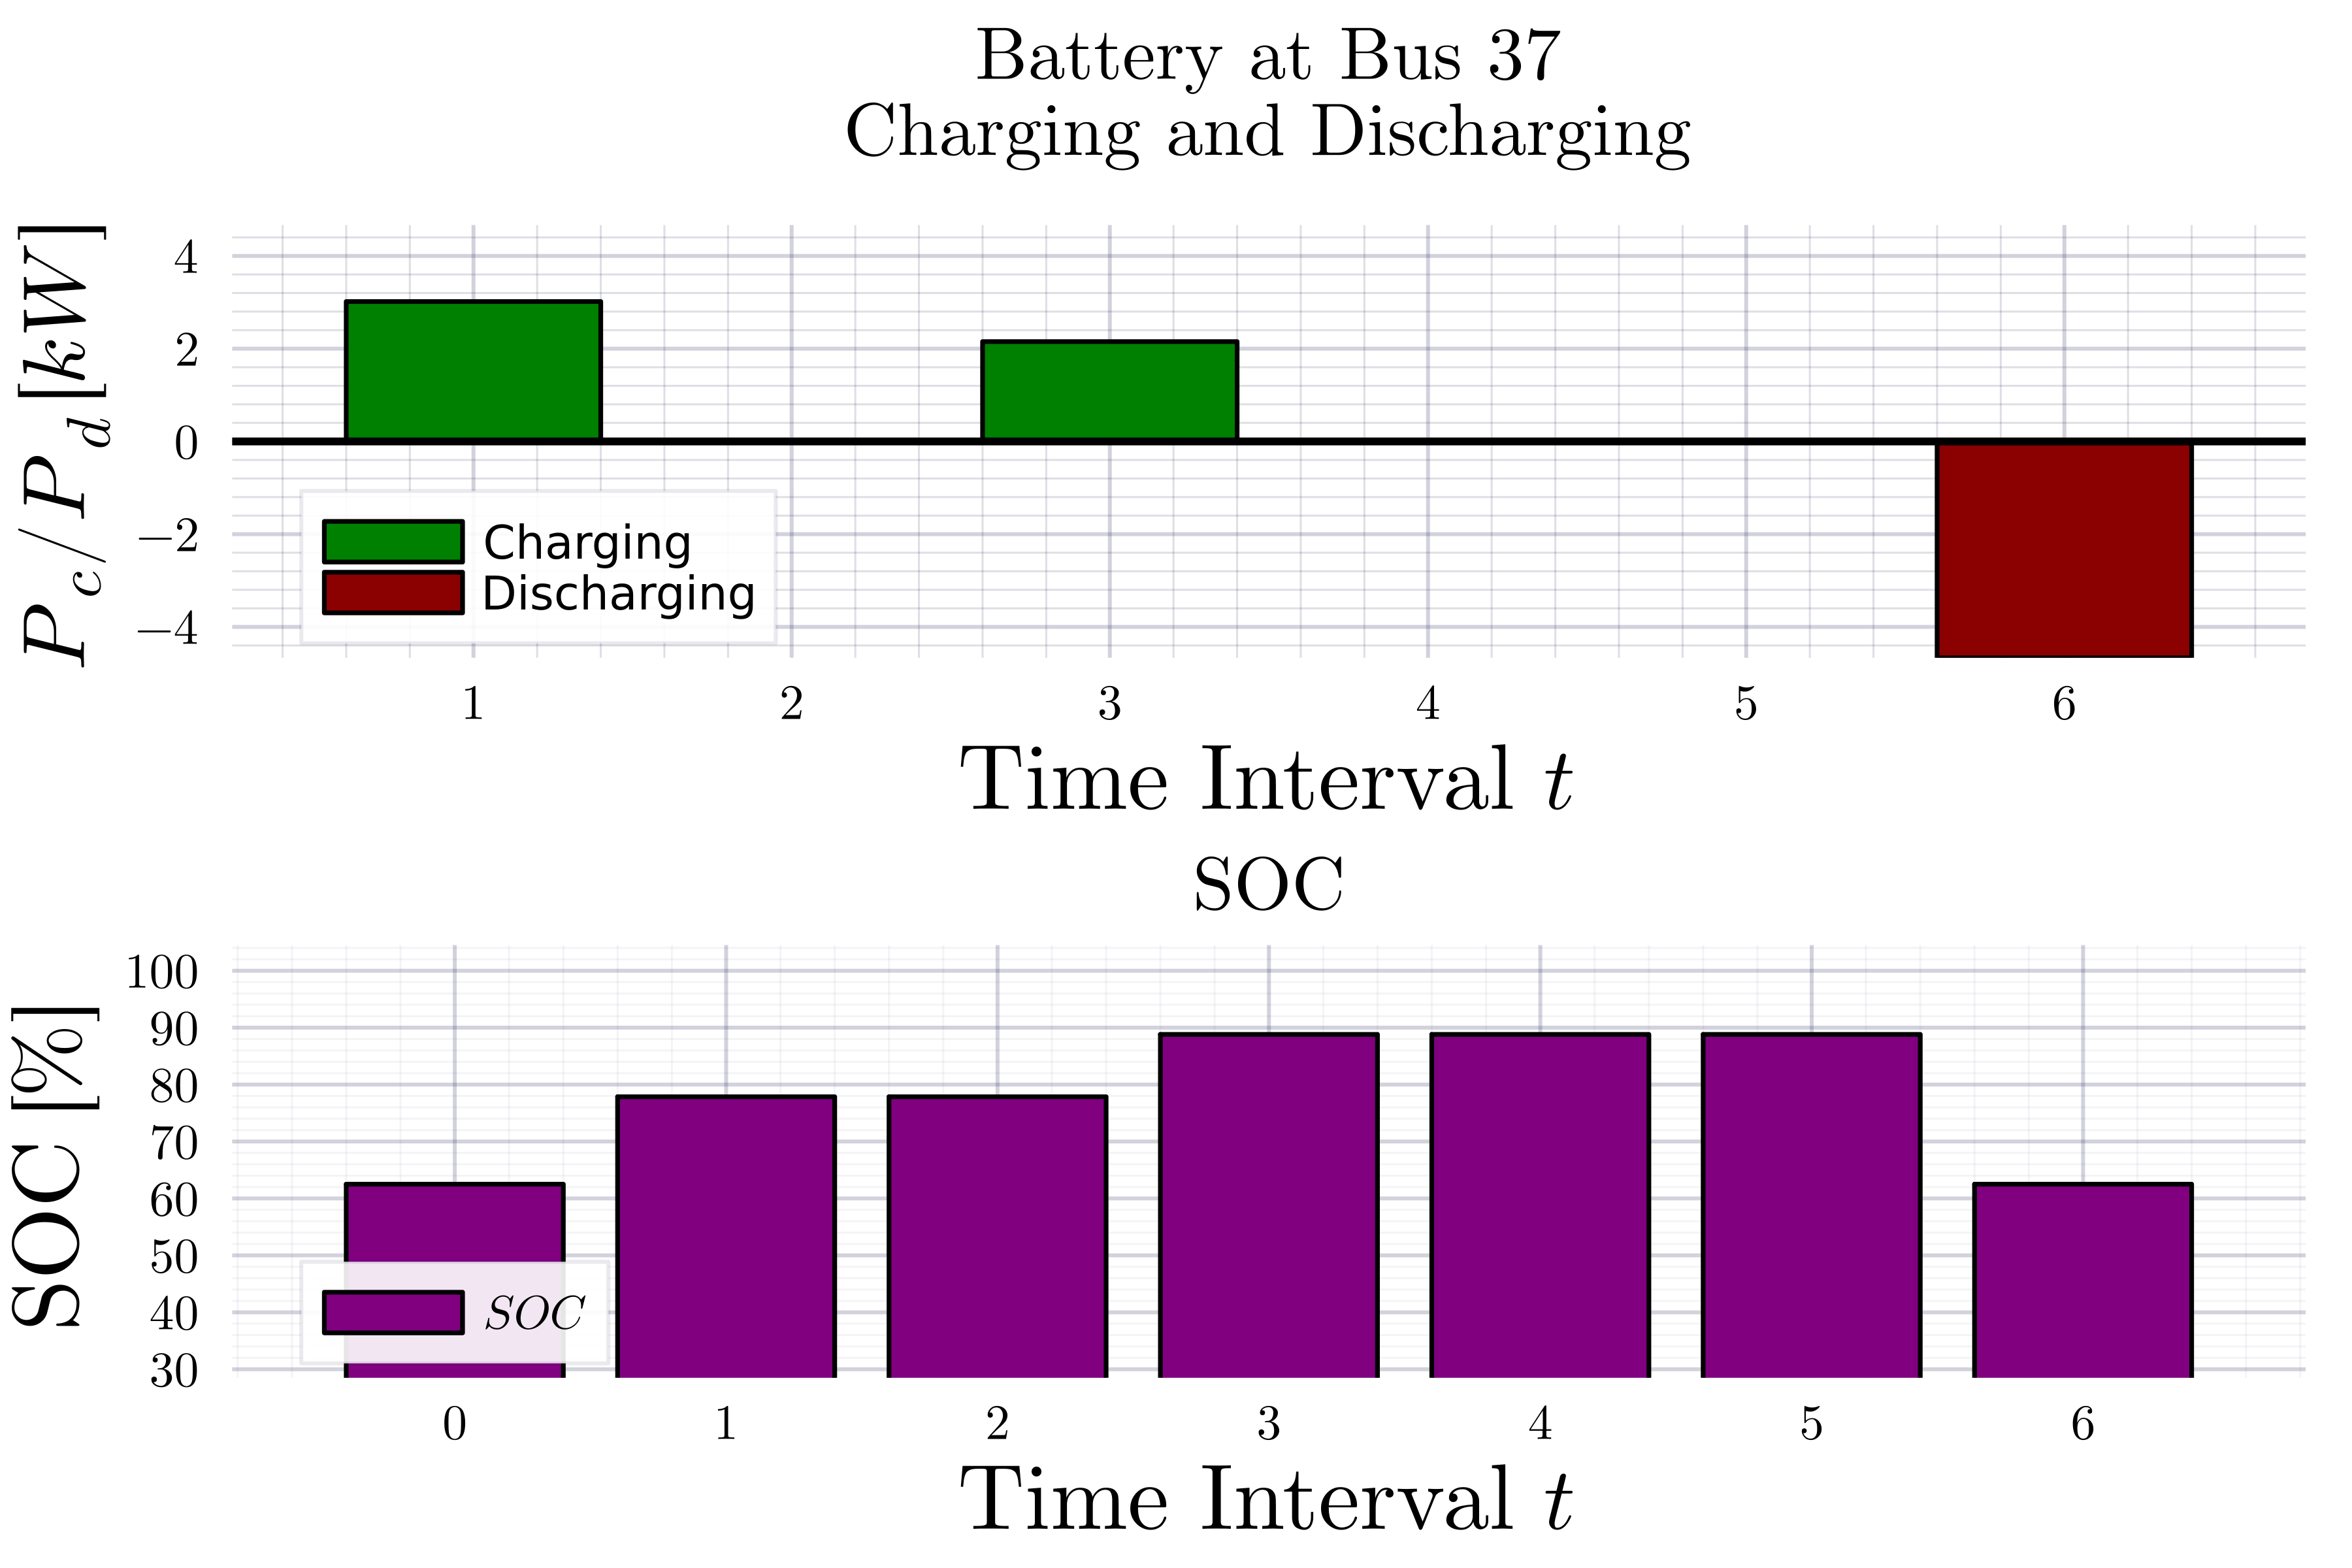 Battery at Bus 37
Charging and Discharging
P_c/P_d [kW]
4
2
0
−2
−4
Charging
Discharging
1 2 3 4 5 6
Time Interval t
SOC
SOC [%]
100
90
80
70
60
50
40
30
SOC
0 1 2 3 4 5 6
Time Interval t